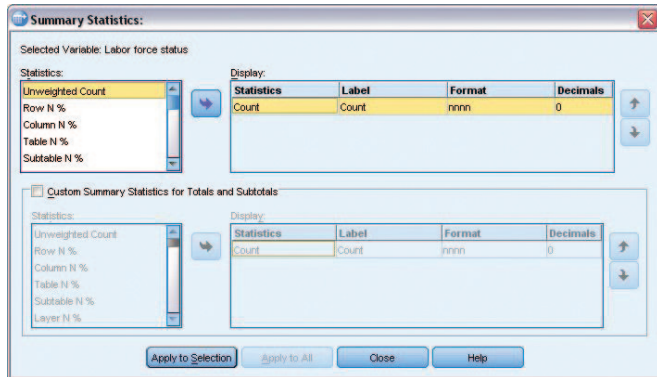 Summary Statistics:
Selected Variable: Labor force status
Statistics:
Unweighted Count
Row N %
Column N %
Table N %
Subtable N %
Display:
Statistics Label Format Decimals
Count Count nnnn 0
Custom Summary Statistics for Totals and Subtotals
Statistics:
Unweighted Count
Row N %
Column N %
Table N %
Subtable N %
Layer N %
Display:
Statistics Label Format Decimals
Count Count nnnn 0
Apply to Selection Apply to All Close Help